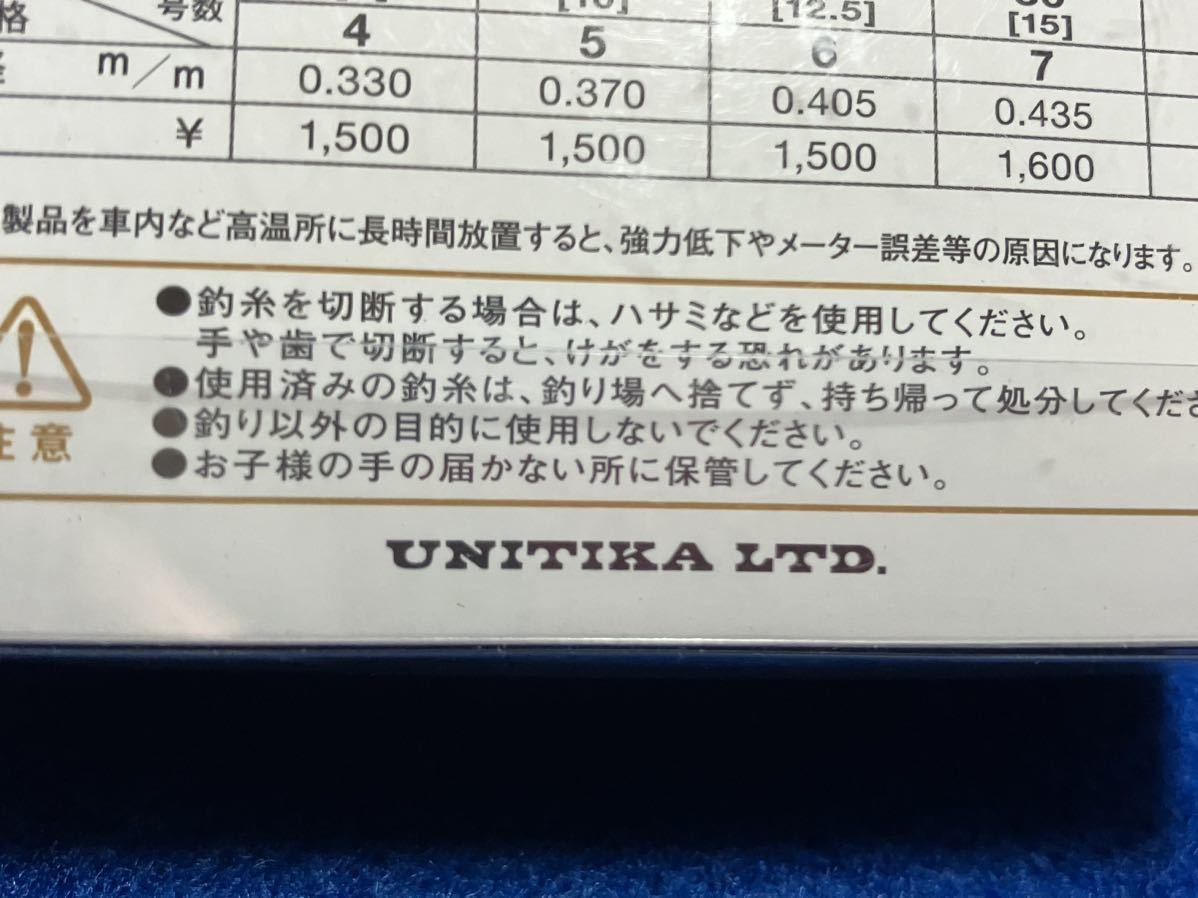 [12.5] [15]
格 号数 4 5 6 7
m/m 0.330 0.370 0.405 0.435
¥ 1,500 1,500 1,500 1,600
製品を車内など高温所に長時間放置すると、強力低下やメーター誤差等の原因になります。
●釣糸を切断する場合は、ハサミなどを使用してください。
手や歯で切断すると、けがをする恐れがあります。
●使用済みの釣糸は、釣り場へ捨てず、持ち帰って処分してくださ
●釣り以外の目的に使用しないでください。
●お子様の手の届かない所に保管してください。
注意
UNITIKA LTD.